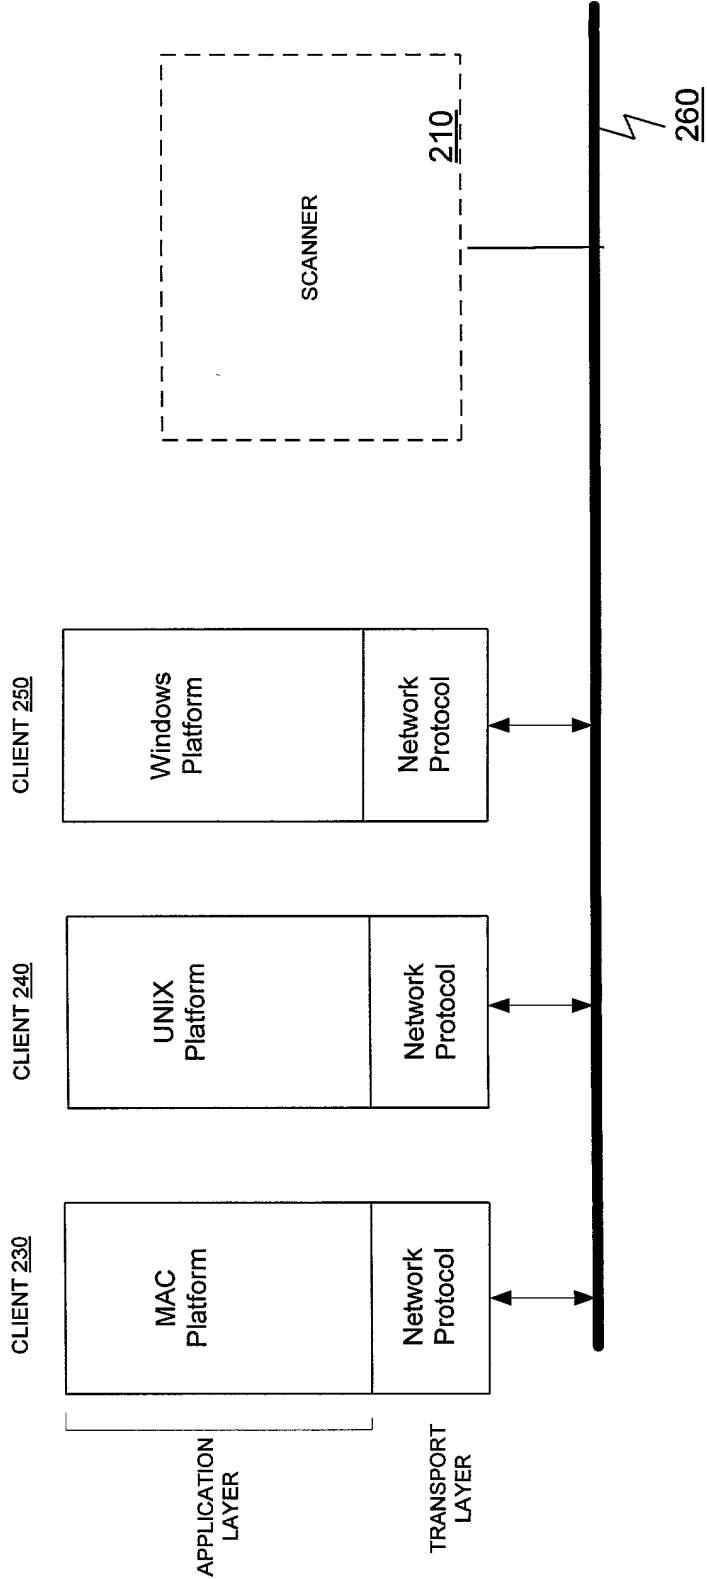 CLIENT 230
CLIENT 240
CLIENT 250
APPLICATION
LAYER
MAC
Platform
UNIX
Platform
Windows
Platform
SCANNER
210
TRANSPORT
LAYER
Network
Protocol
Network
Protocol
Network
Protocol
260